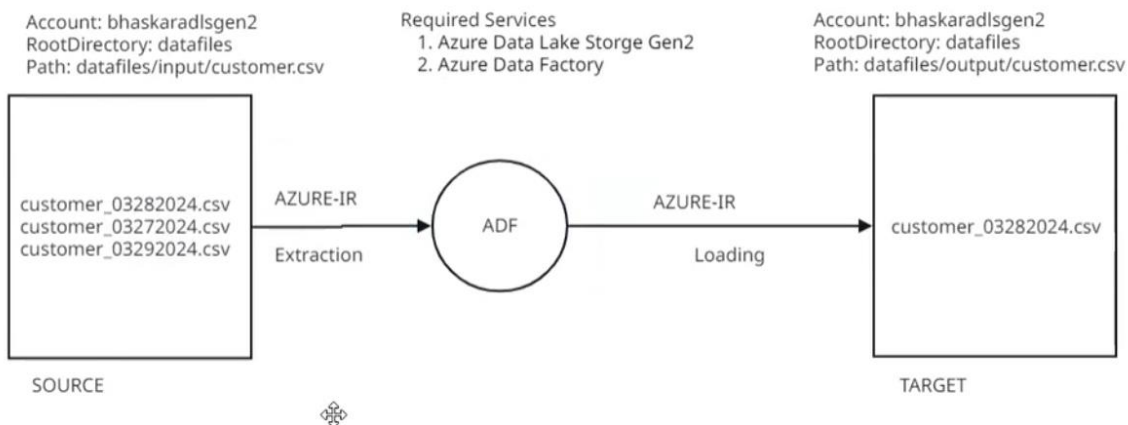 Account: bhaskaradlsgen2
RootDirectory: datafiles
Path: datafiles/input/customer.csv
Required Services
1. Azure Data Lake Storge Gen2
2. Azure Data Factory
Account: bhaskaradlsgen2
RootDirectory: datafiles
Path: datafiles/output/customer.csv
customer_03282024.csv
customer_03272024.csv
customer_03292024.csv
AZURE-IR
Extraction
ADF
AZURE-IR
Loading
customer_03282024.csv
SOURCE
TARGET